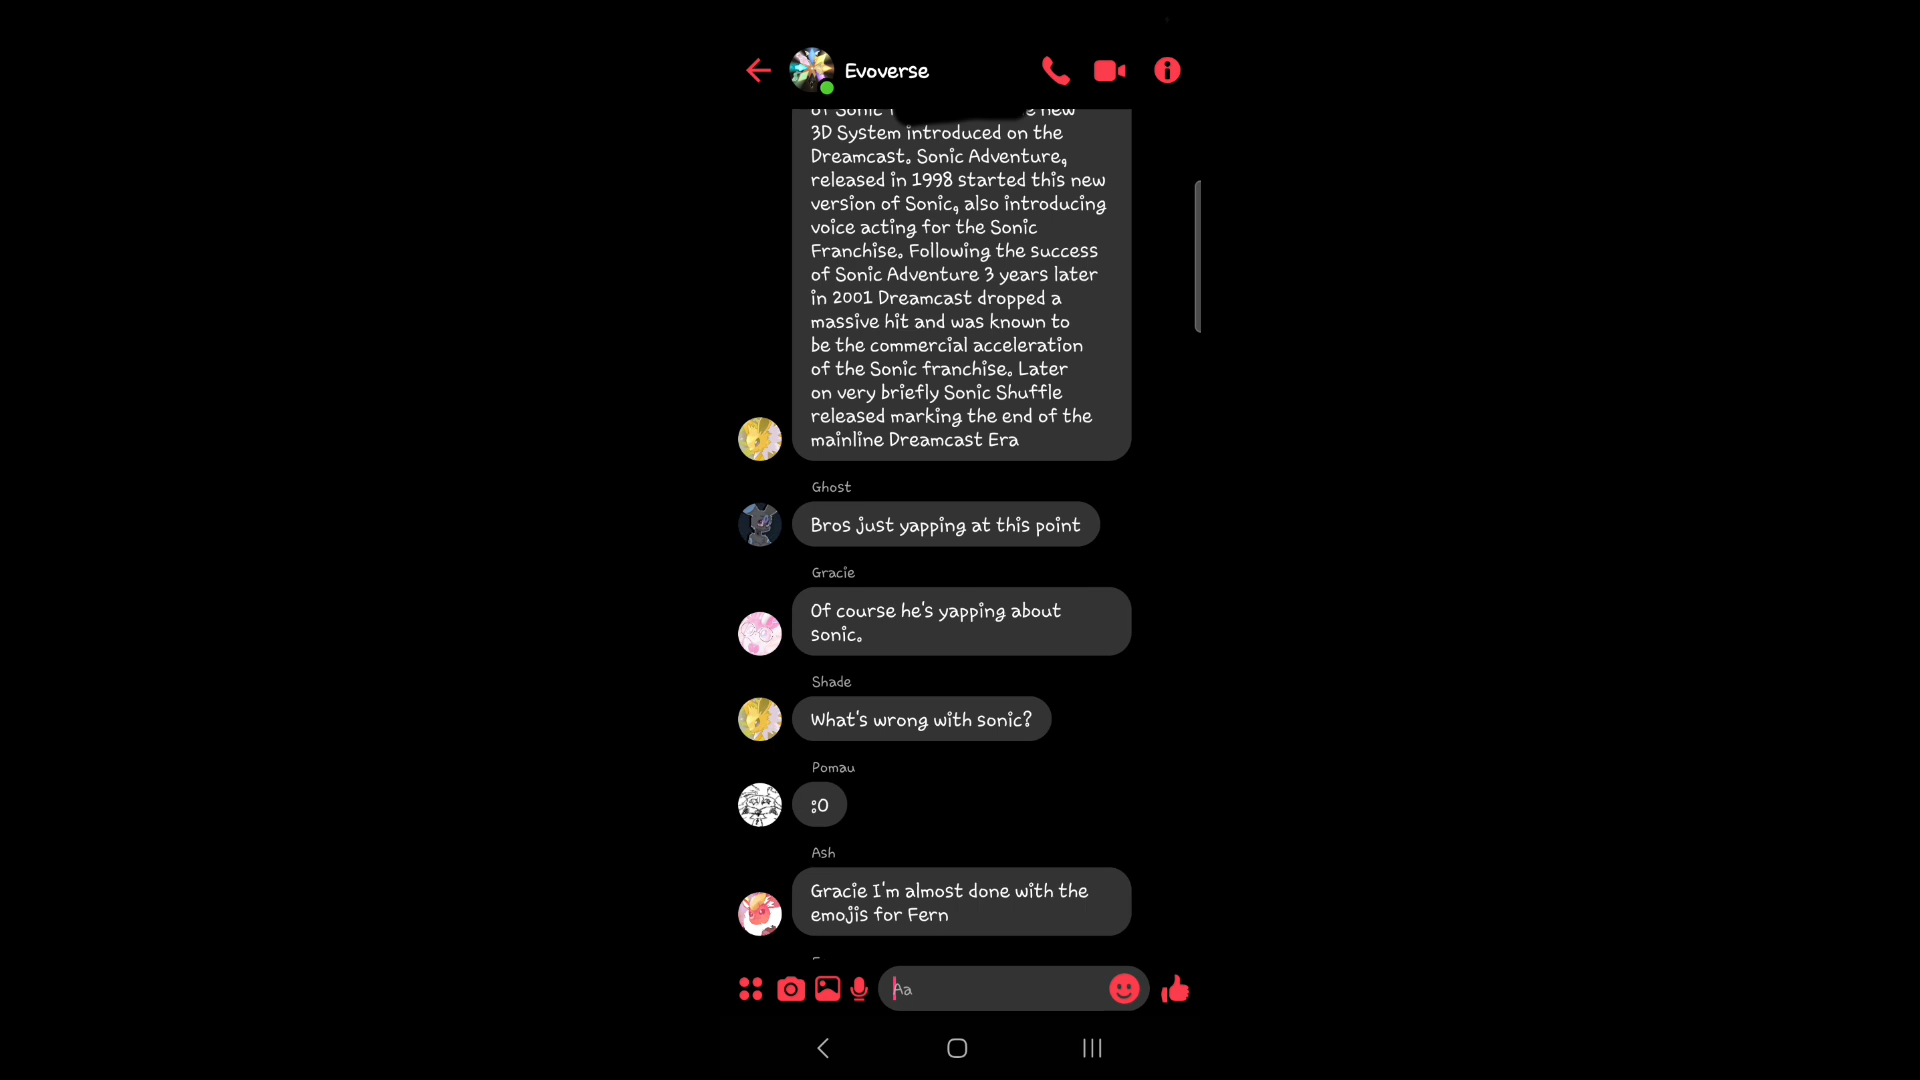 Evoverse
of Sonic new
3D System introduced on the
Dreamcast. Sonic Adventure,
released in 1998 started this new
version of Sonic, also introducing
voice acting for the Sonic
Franchise. Following the success
of Sonic Adventure 3 years later
in 2001 Dreamcast dropped a
massive hit and was known to
be the commercial acceleration
of the Sonic franchise. Later
on very briefly Sonic Shuffle
released marking the end of the
mainline Dreamcast Era
Ghost
Bros just yapping at this point
Gracie
Of course he's yapping about
sonic.
Shade
What's wrong with sonic?
Pomau
:O
Ash
Gracie I'm almost done with the
emojis for Fern
Aa